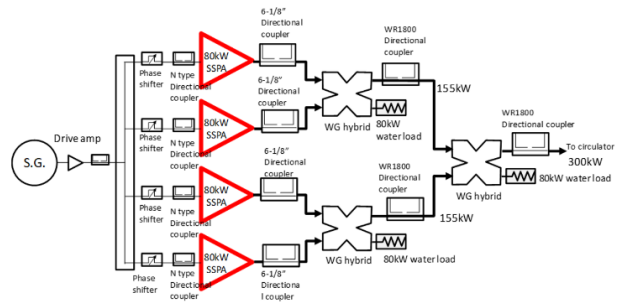 6-1/8"
Directional
coupler
WR1800
Directional
coupler
80kW
SSPA
Phase
shifter
N type
Directional
coupler
155kW
6-1/8"
Directional
coupler
WG hybrid
80kW
water load
WR1800
Directional coupler
Drive amp
S.G.
80kW
SSPA
Phase
shifter
N type
Directional
coupler
To circulator
300kW
6-1/8"
Directional
coupler
WR1800
Directional
coupler
WG hybrid
80kW water load
80kW
SSPA
Phase
shifter
N type
Directional
coupler
155kW
WG hybrid
80kW water load
80kW
SSPA
6-1/8"
Directiona
l coupler
Phase
shifter
N type
Directional
coupler